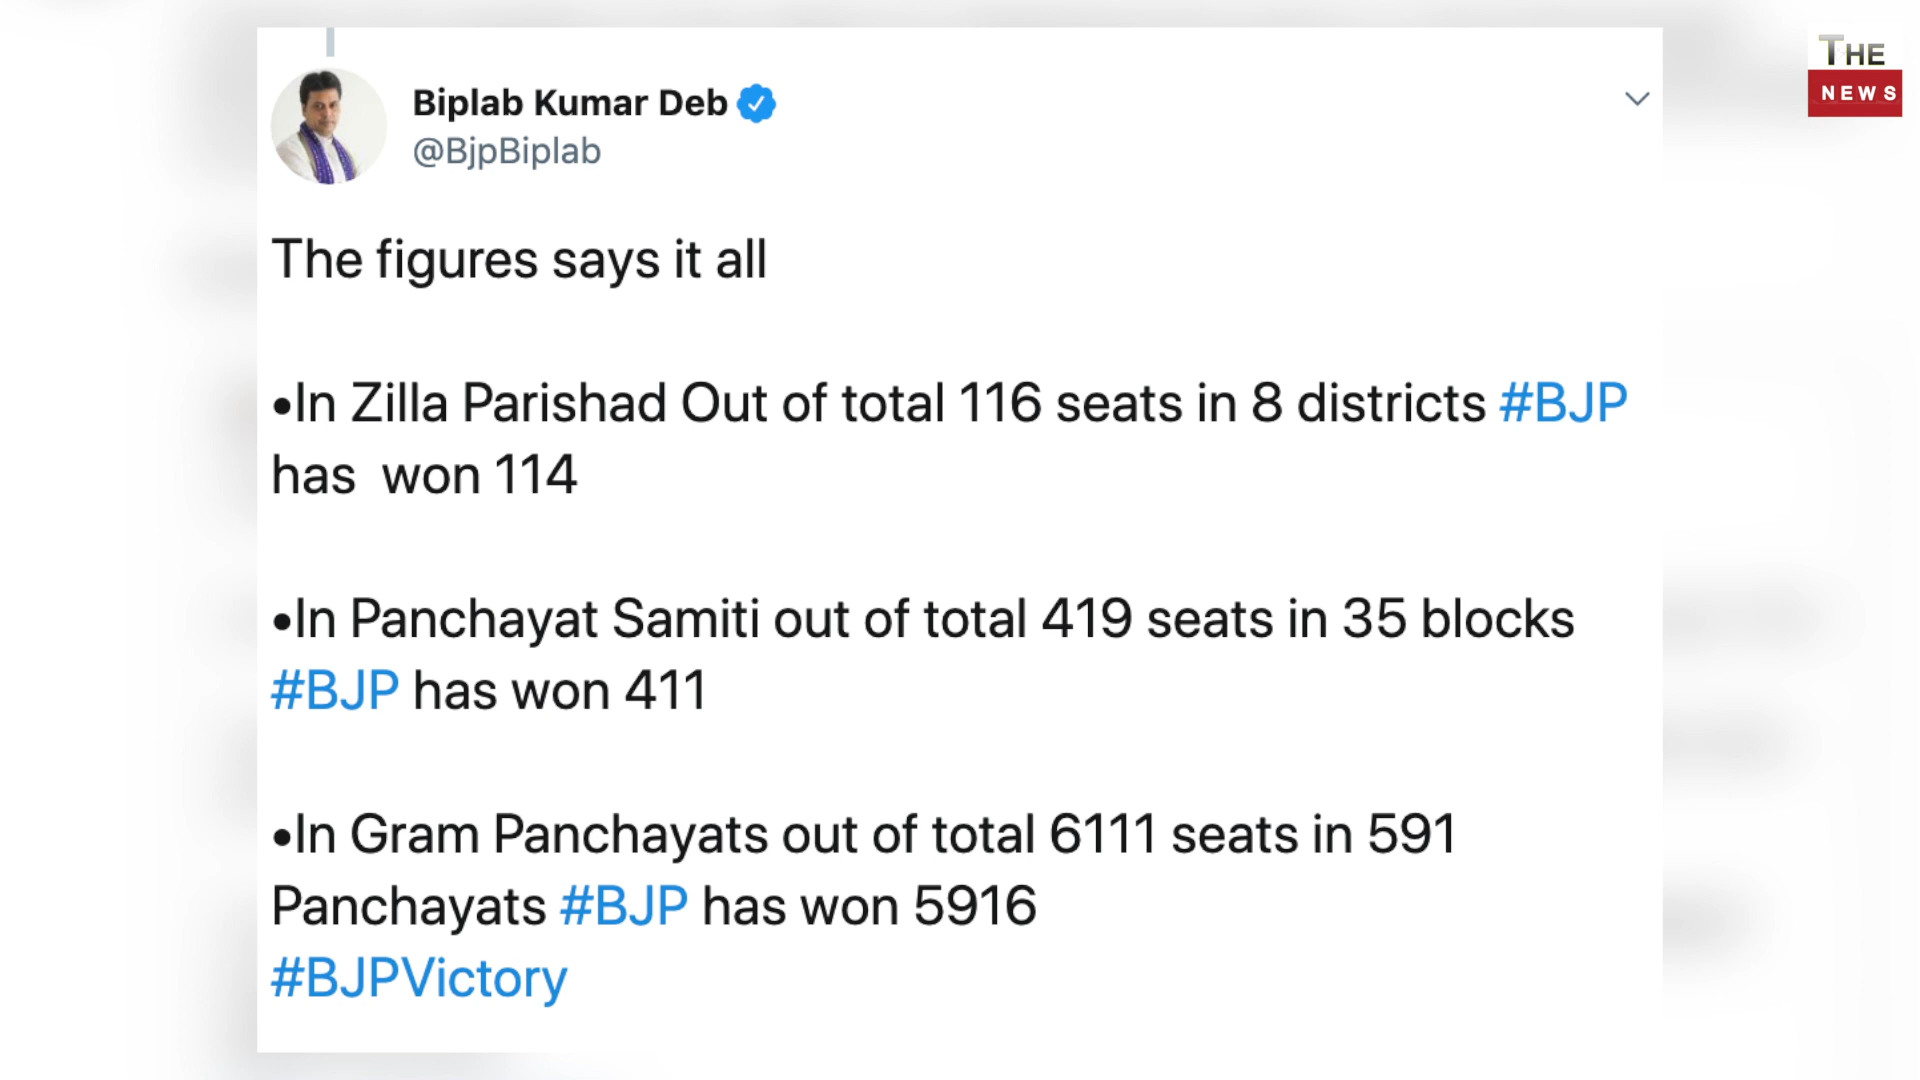 Biplab Kumar Deb
@BjpBiplab
THE
NEWS
The figures says it all
•In Zilla Parishad Out of total 116 seats in 8 districts #BJP
has  won 114
•In Panchayat Samiti out of total 419 seats in 35 blocks
#BJP has won 411
•In Gram Panchayats out of total 6111 seats in 591
Panchayats #BJP has won 5916
#BJPVictory